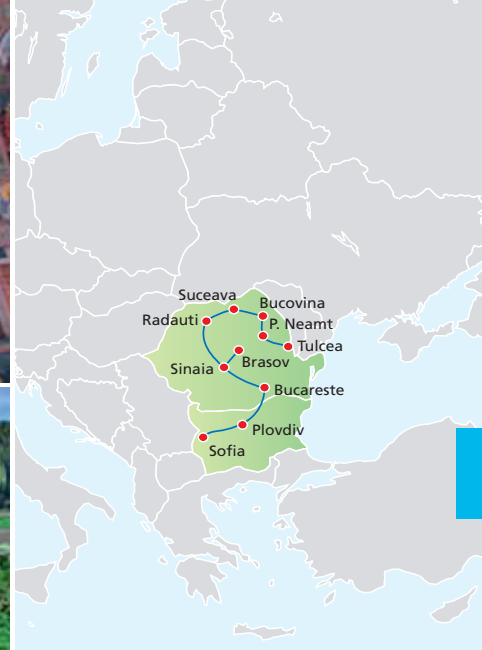 Suceava
Bucovina
Radauti
P. Neamt
Tulcea
Brasov
Sinaia
Bucareste
Plovdiv
Sofia